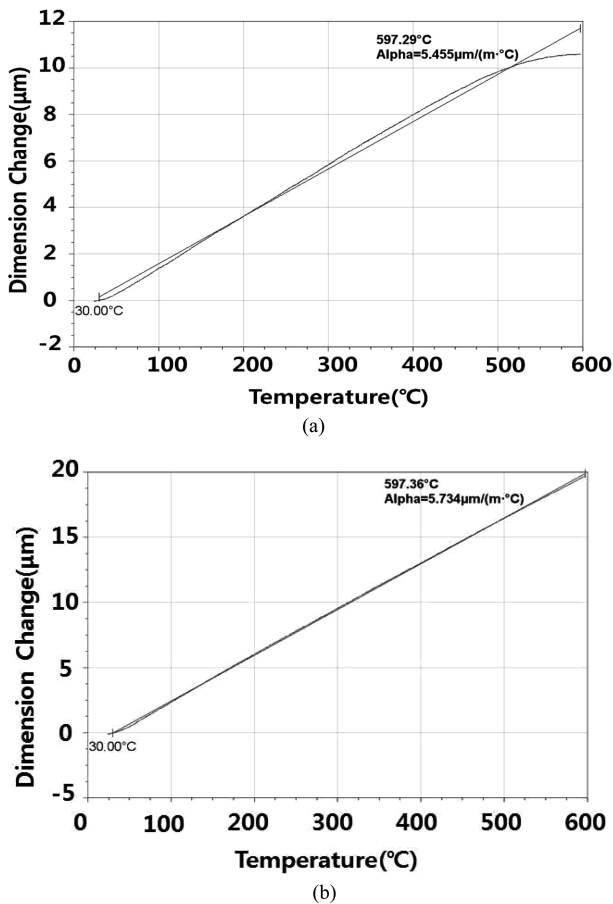 12
10
8
6
4
2
0
-2
Dimension Change(μm)
597.29°C
Alpha=5.455μm/(m·°C)
30.00°C
0
100
200
300
400
500
600
Temperature(℃)
(a)
20
15
10
5
0
-5
Dimension Change(μm)
597.36°C
Alpha=5.734μm/(m·°C)
30.00°C
0
100
200
300
400
500
600
Temperature(℃)
(b)